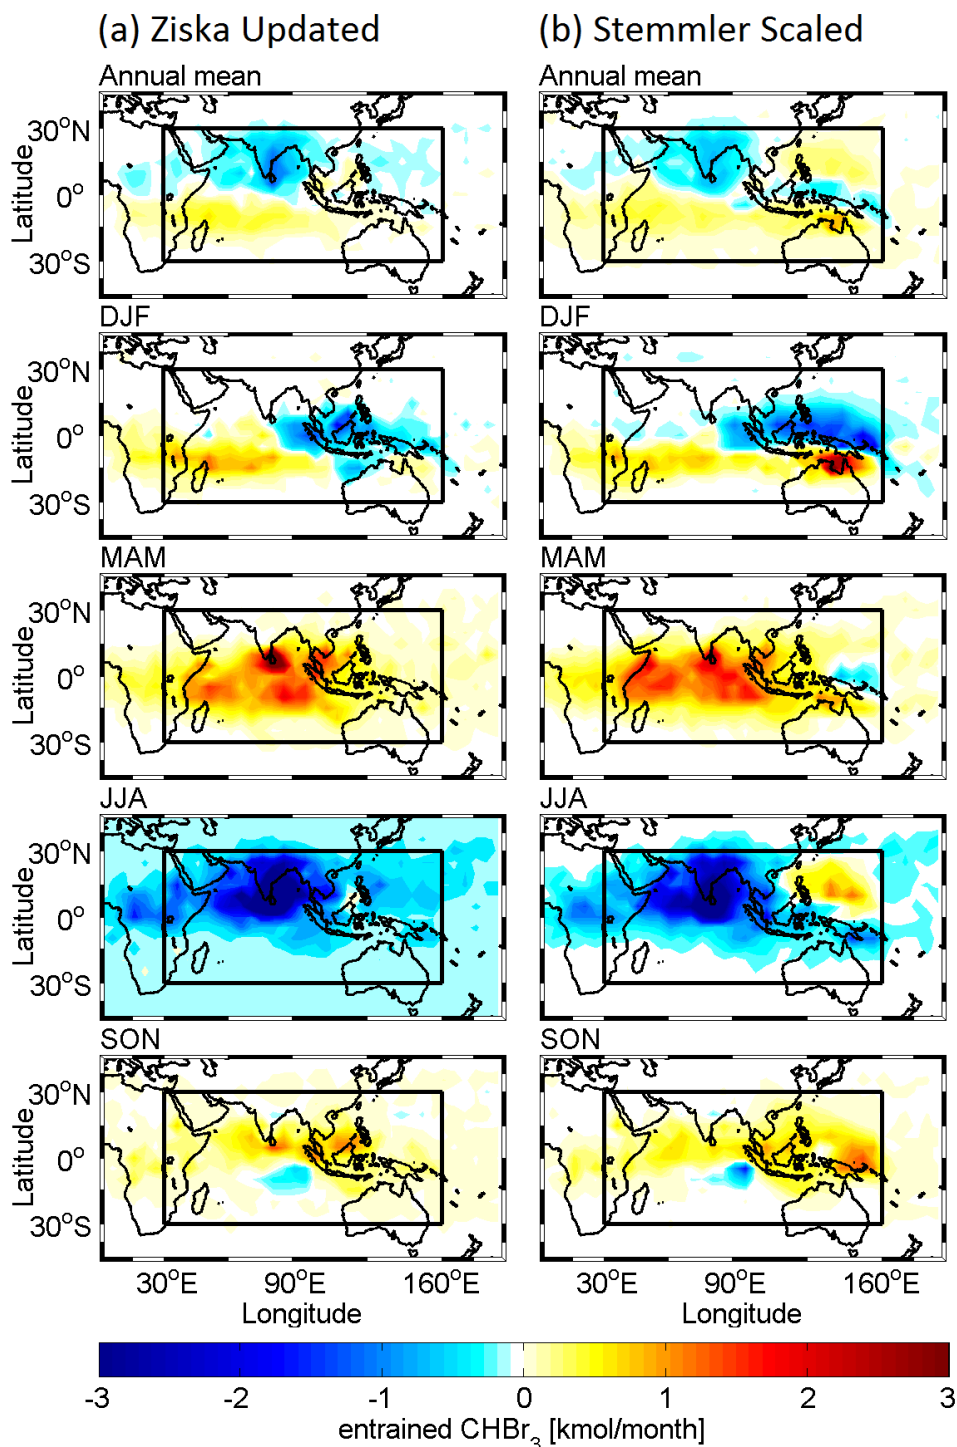 (a) Ziska Updated (b) Stemmler Scaled
Annual mean Annual mean
30°N
0°
30°S
Latitude
DJF DJF
30°N
0°
30°S
Latitude
MAM MAM
30°N
0°
30°S
Latitude
JJA JJA
30°N
0°
30°S
Latitude
SON SON
30°N
0°
30°S
Latitude
30°E 90°E 160°E 30°E 90°E 160°E
Longitude Longitude
-3 -2 -1 0 1 2 3
entrained CHBr₃ [kmol/month]